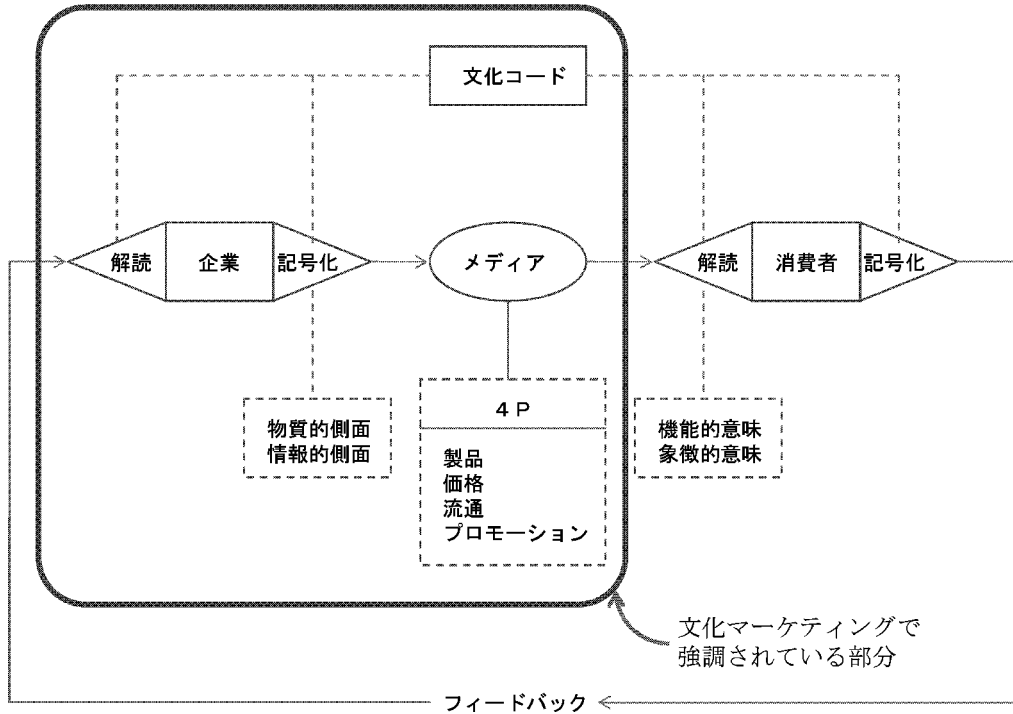 文化コード
解読
企業
記号化
メディア
解読
消費者
記号化
物質的側面
情報的側面
４Ｐ
製品
価格
流通
プロモーション
機能的意味
象徴的意味
文化マーケティングで
強調されている部分
フィードバック